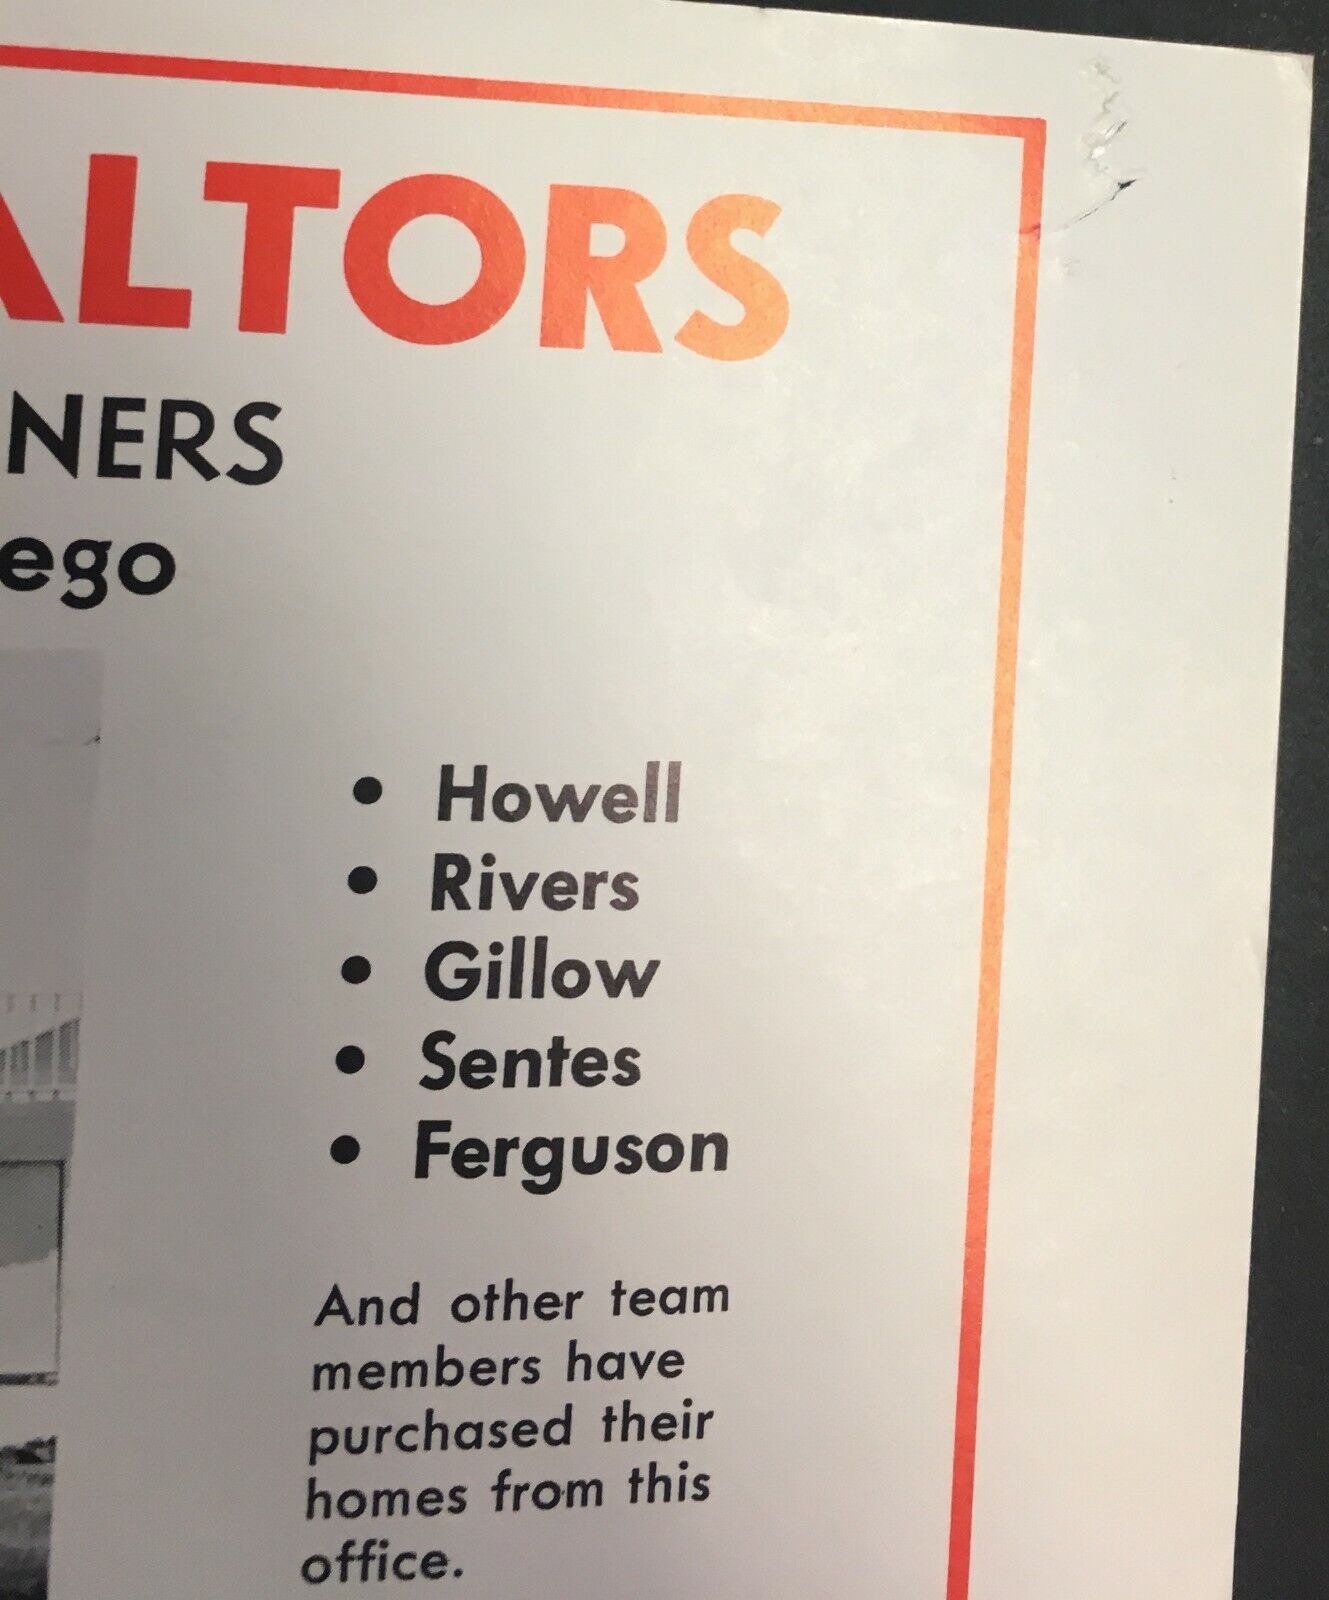 ALTORS
NERS
ego
• Howell
• Rivers
• Gillow
• Sentes
• Ferguson
And other team
members have
purchased their
homes from this
office.